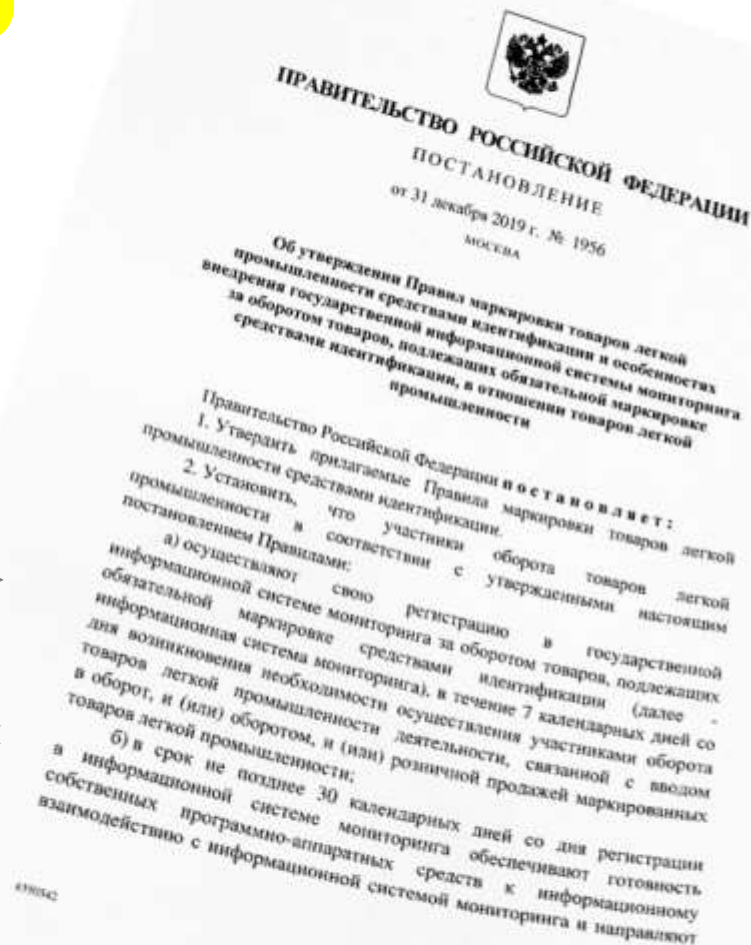 ПРАВИТЕЛЬСТВО РОССИЙСКОЙ ФЕДЕРАЦИИ
ПОСТАНОВЛЕНИЕ
от 31 декабря 2019 г. № 1956
МОСКВА
Об утверждении Правил маркировки товаров легкой
промышленности средствами идентификации и особенностях
внедрения государственной информационной системы мониторинга
за оборотом товаров, подлежащих обязательной маркировке
средствами идентификации, в отношении товаров легкой
промышленности
Правительство Российской Федерации постановляет:
1. Утвердить прилагаемые Правила маркировки товаров легкой
промышленности средствами идентификации.
2. Установить, что участники оборота товаров легкой
промышленности в соответствии с утвержденными настоящим
постановлением Правилами:
а) осуществляют свою регистрацию в государственной
информационной системе мониторинга за оборотом товаров, подлежащих
обязательной маркировке средствами идентификации (далее -
информационная система мониторинга), в течение 7 календарных дней со
дня возникновения необходимости осуществления участниками оборота
товаров легкой промышленности деятельности, связанной с вводом
в оборот, и (или) оборотом, и (или) розничной продажей маркированных
товаров легкой промышленности;
б) в срок не позднее 30 календарных дней со дня регистрации
в информационной системе мониторинга обеспечивают готовность
собственных программно-аппаратных средств к информационному
взаимодействию с информационной системой мониторинга и направляют